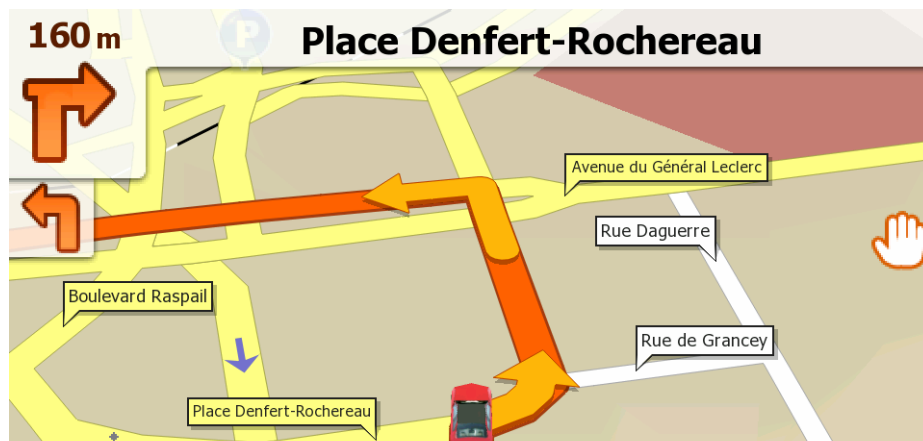 160 m
P
Place Denfert-Rochereau
Avenue du Général Leclerc
Rue Daguerre
Boulevard Raspail
Rue de Grancey
Place Denfert-Rochereau